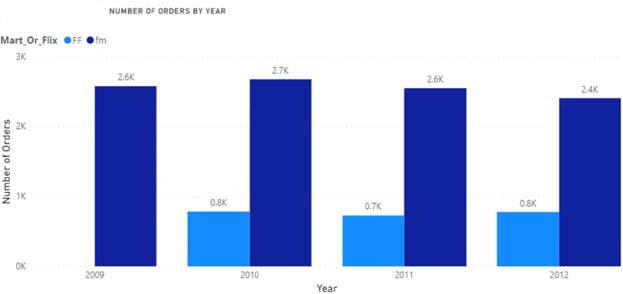 NUMBER OF ORDERS BY YEAR
Mart_Or_Flix FF fm
3K
2.7K
2.6K
2.6K
2.4K
2K
Number of Orders
1K
0.8K
0.7K
0.8K
0K
2009 2010 2011 2012
Year